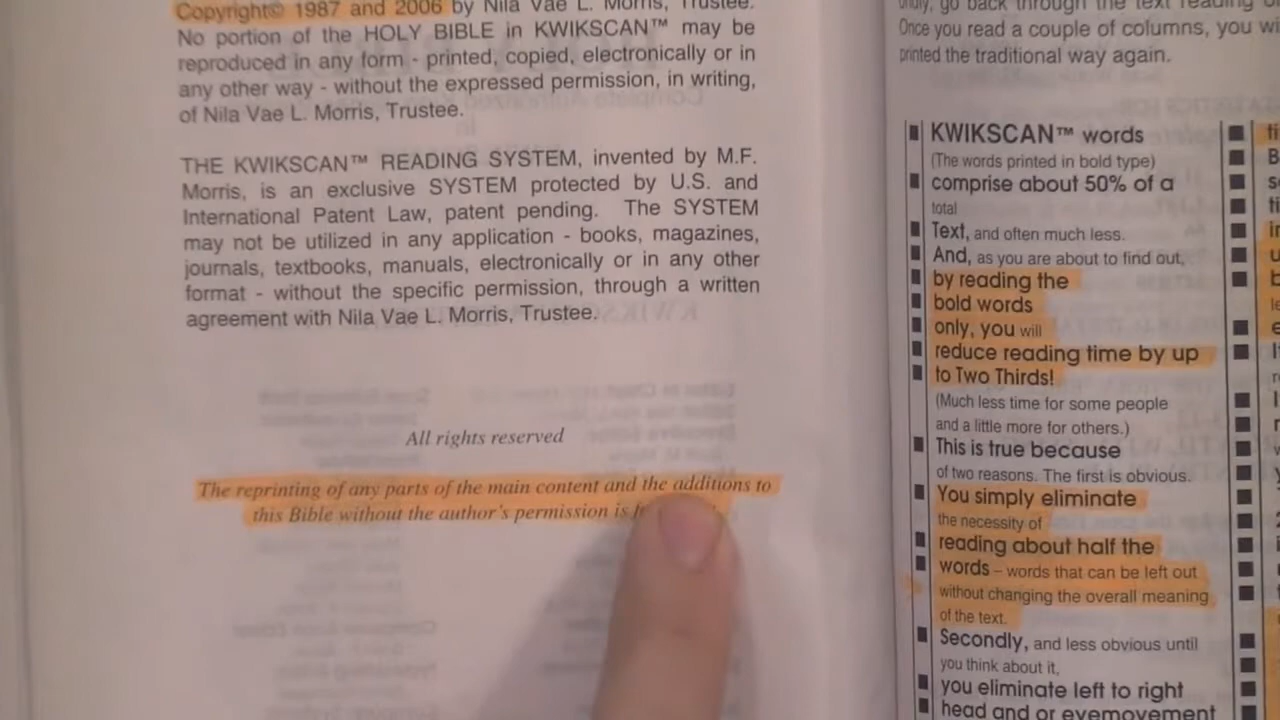 Copyright© 1987 and 2006 by Nila Vae L. Morris, Trustee.
No portion of the HOLY BIBLE in KWIKSCAN™ may be
reproduced in any form - printed, copied, electronically or in
any other way - without the expressed permission, in writing,
of Nila Vae L. Morris, Trustee.
THE KWIKSCAN™ READING SYSTEM, invented by M.F.
Morris, is an exclusive SYSTEM protected by U.S. and
International Patent Law, patent pending. The SYSTEM
may not be utilized in any application - books, magazines,
journals, textbooks, manuals, electronically or in any other
format - without the specific permission, through a written
agreement with Nila Vae L. Morris, Trustee.
All rights reserved
The reprinting of any parts of the main content and the additions to
this Bible without the author's permission is
only, go back through the text reading
Once you read a couple of columns, you
printed the traditional way again.
KWIKSCAN™ words
(The words printed in bold type)
comprise about 50% of a
total
Text, and often much less.
And, as you are about to find out,
by reading the
bold words
only, you will
reduce reading time by up
to Two Thirds!
(Much less time for some people
and a little more for others.)
This is true because
of two reasons. The first is obvious.
You simply eliminate
the necessity of
reading about half the
words – words that can be left out
without changing the overall meaning
of the text.
Secondly, and less obvious until
you think about it,
you eliminate left to right
head and or eyemovement